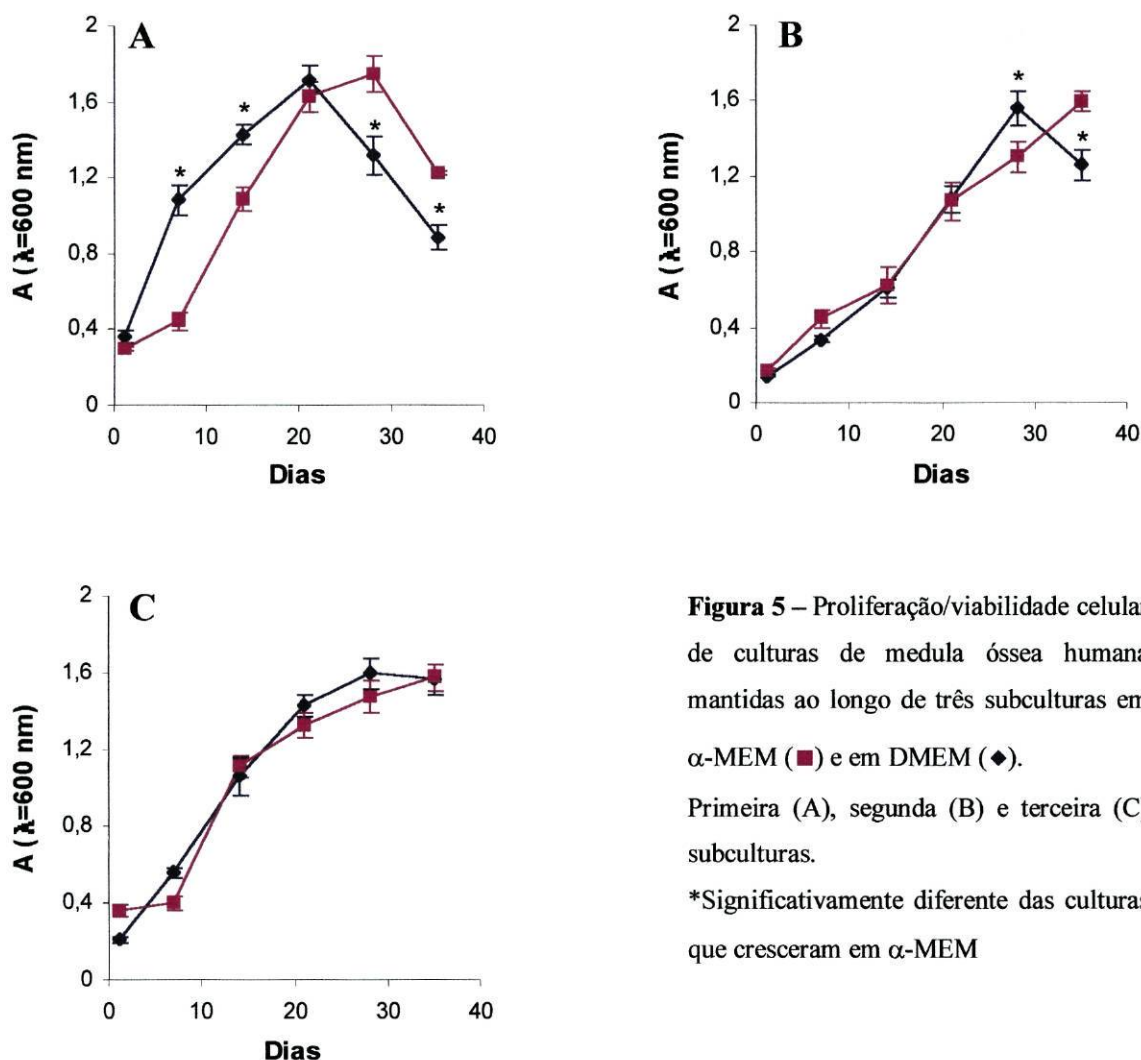 A
2
1,6
1,2
0,8
0,4
0
A (λ=600 nm)
* * * *
0 10 20 30 40
Dias
B
2
1,6
1,2
0,8
0,4
0
A (λ=600 nm)
* *
0 10 20 30 40
Dias
C
2
1,6
1,2
0,8
0,4
0
A (λ=600 nm)
0 10 20 30 40
Dias
Figura 5 – Proliferação/viabilidade celular
de culturas de medula óssea humana
mantidas ao longo de três subculturas em
α-MEM (■) e em DMEM (◆).
Primeira (A), segunda (B) e terceira (C
subculturas.
*Significativamente diferente das culturas
que cresceram em α-MEM